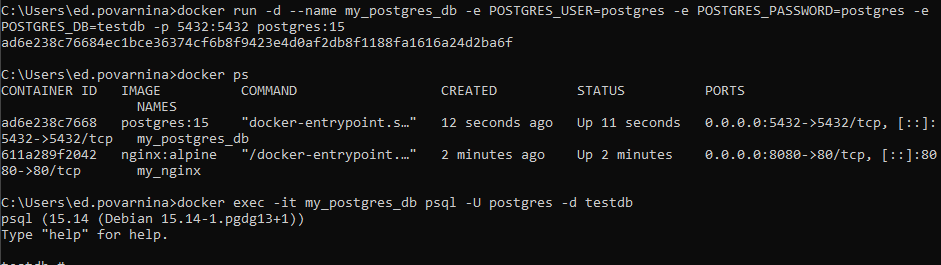 C:\Users\ed.povarnina>docker run -d --name my_postgres_db -e POSTGRES_USER=postgres -e POSTGRES_PASSWORD=postgres -e
POSTGRES_DB=testdb -p 5432:5432 postgres:15
ad6e238c76684ec1bce36374cf6b8f9423e4d0af2db8f1188fa1616a24d2ba6f
C:\Users\ed.povarnina>docker ps
CONTAINER ID   IMAGE          COMMAND                  CREATED          STATUS          PORTS
                 NAMES
ad6e238c7668   postgres:15    "docker-entrypoint.s…"   12 seconds ago   Up 11 seconds   0.0.0.0:5432->5432/tcp, [::]:
5432->5432/tcp   my_postgres_db
611a289f2042   nginx:alpine   "/docker-entrypoint.…"   2 minutes ago    Up 2 minutes    0.0.0.0:8080->80/tcp, [::]:80
80->80/tcp       my_nginx
C:\Users\ed.povarnina>docker exec -it my_postgres_db psql -U postgres -d testdb
psql (15.14 (Debian 15.14-1.pgdg13+1))
Type "help" for help.